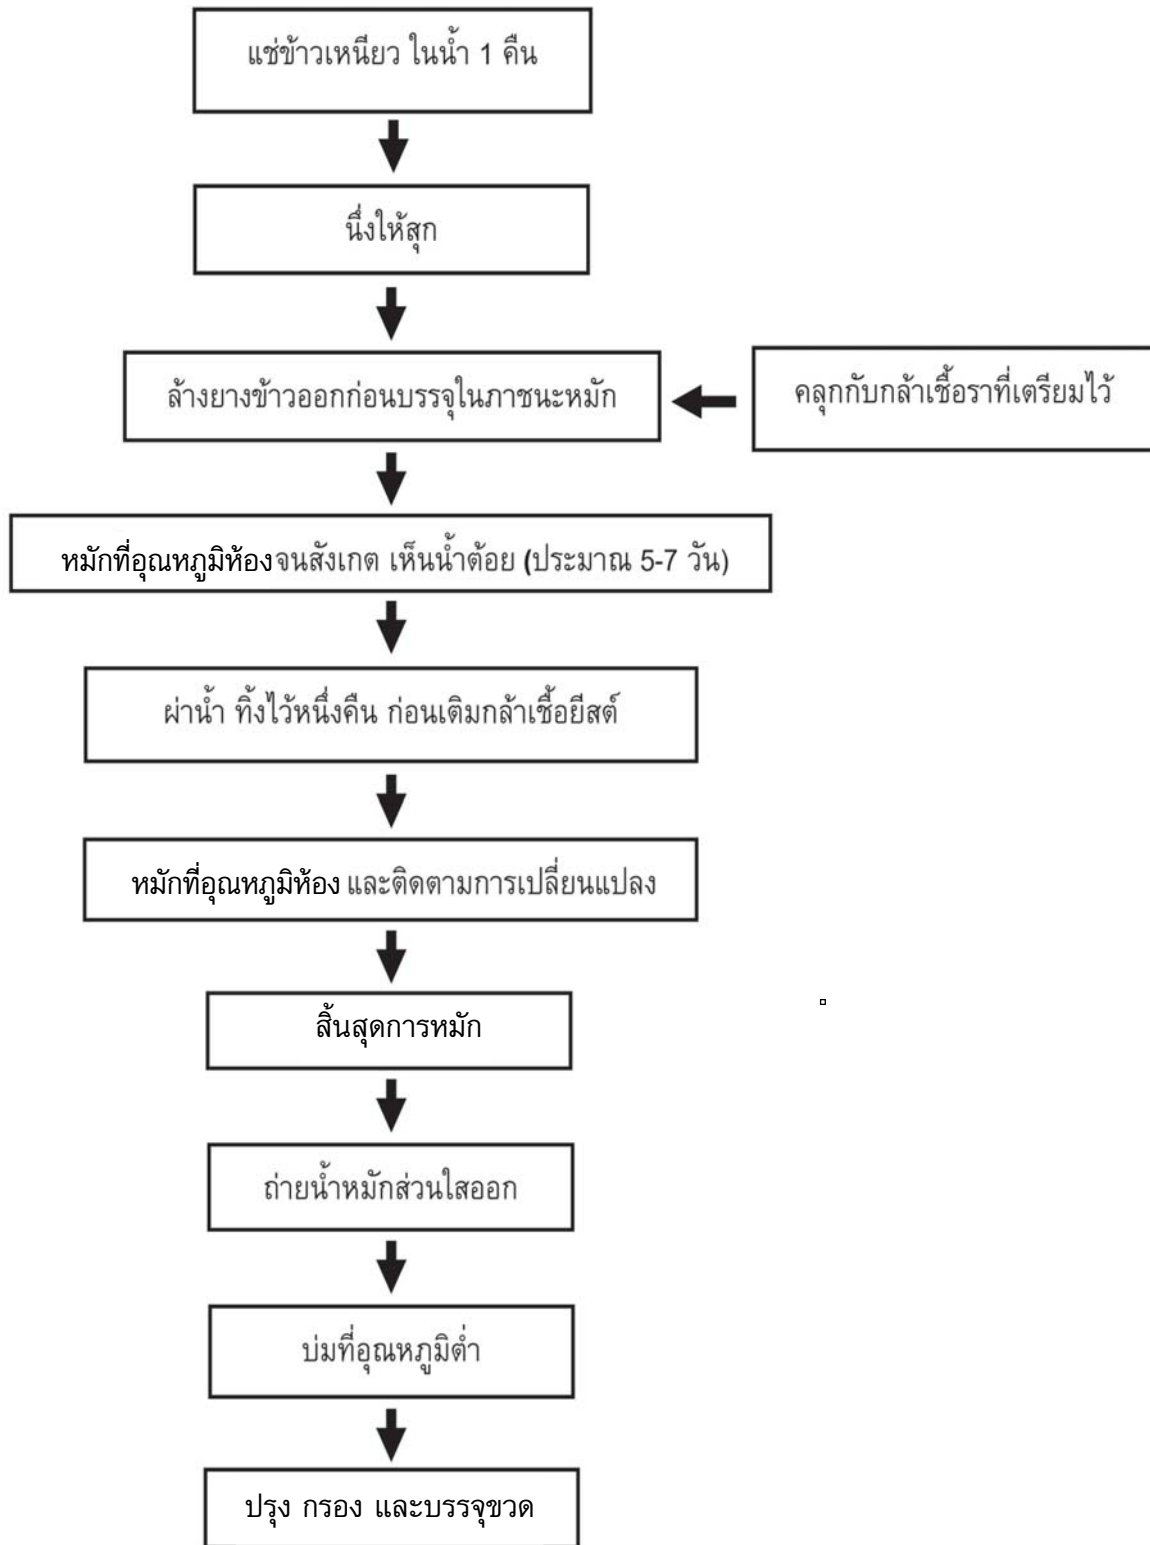 แช่ข้าวเหนียว ในน้ำ 1 คืน
นึ่งให้สุก
ล้างยางข้าวออกก่อนบรรจุในภาชนะหมัก
คลุกกับกล้าเชื้อราที่เตรียมไว้
หมักที่อุณหภูมิห้อง จนสังเกต เห็นน้ำต้อย (ประมาณ 5-7 วัน)
ผ่าน้ำ ทิ้งไว้หนึ่งคืน ก่อนเติมกล้าเชื้อยีสต์
หมักที่อุณหภูมิห้อง และติดตามการเปลี่ยนแปลง
สิ้นสุดการหมัก
ถ่ายน้ำหมักส่วนใสออก
บ่มที่อุณหภูมิต่ำ
ปรุง กรอง และบรรจุขวด